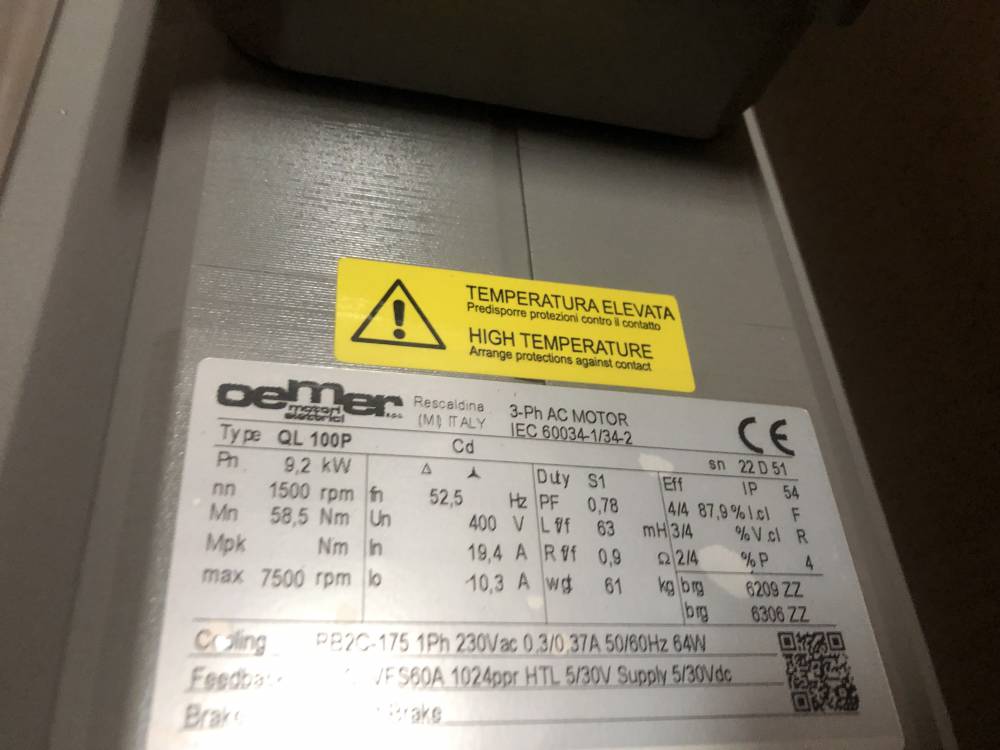 TEMPERATURA ELEVATA
Predisporre protezioni contro il contatto
HIGH TEMPERATURE
Arrange protections against contact
oemer
motori
elettrici s.p.a.
Rescaldina
(MI) ITALY
3-Ph AC MOTOR
IEC 60034-1/34-2
CE
Type QL 100P Cd sn 22 D 51
Pn 9,2 kW Δ Duty S1 Eff IP 54
nn 1500 rpm fn 52,5 Hz PF 0,78 4/4 87,9 % I.cl F
Mn 58,5 Nm Un 400 V L f/f 63 mH 3/4 % V.cl R
Mpk Nm In 19,4 A R f/f 0,9 Ω 2/4 % P 4
max 7500 rpm Io 10,3 A wgt 61 kg brg 6209 ZZ
brg 6306 ZZ
Cooling PB2C-175 1Ph 230Vac 0,3/0,37A 50/60Hz 64W
1024ppr HTL 5/30V Supply 5/30Vdc